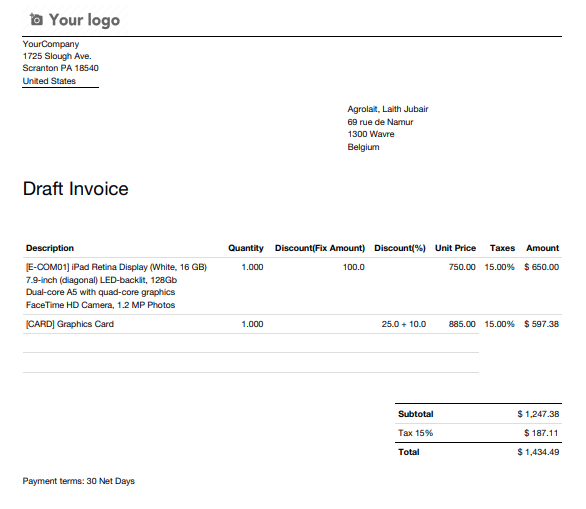 Your logo
YourCompany
1725 Slough Ave.
Scranton PA 18540
United States
Agrolait, Laith Jubair
69 rue de Namur
1300 Wavre
Belgium
Draft Invoice
Description Quantity Discount(Fix Amount) Discount(%) Unit Price Taxes Amount
[E-COM01] iPad Retina Display (White, 16 GB) 1.000 100.0 750.00 15.00% $ 650.00
7.9-inch (diagonal) LED-backlit, 128Gb
Dual-core A5 with quad-core graphics
FaceTime HD Camera, 1.2 MP Photos
[CARD] Graphics Card 1.000 25.0 + 10.0 885.00 15.00% $ 597.38
Subtotal $ 1,247.38
Tax 15% $ 187.11
Total $ 1,434.49
Payment terms: 30 Net Days